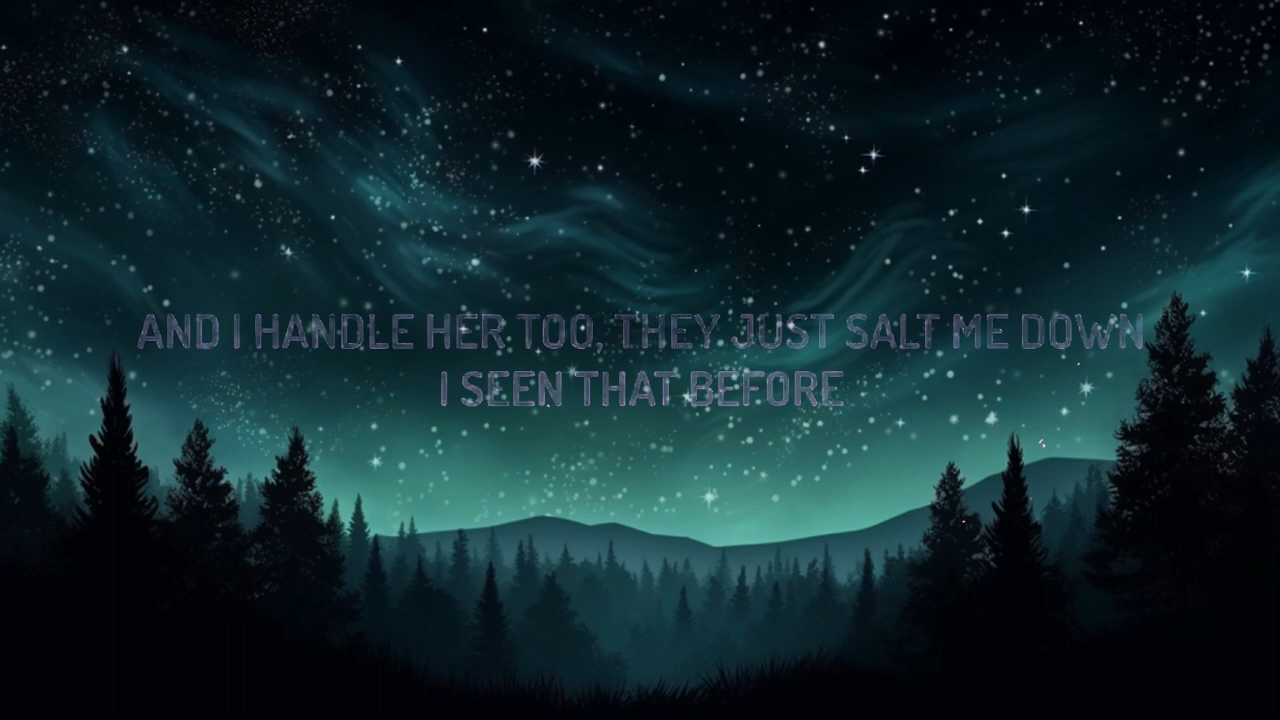 AND I HANDLE HER TOO, THEY JUST SALT ME DOWN
I SEEN THAT BEFORE